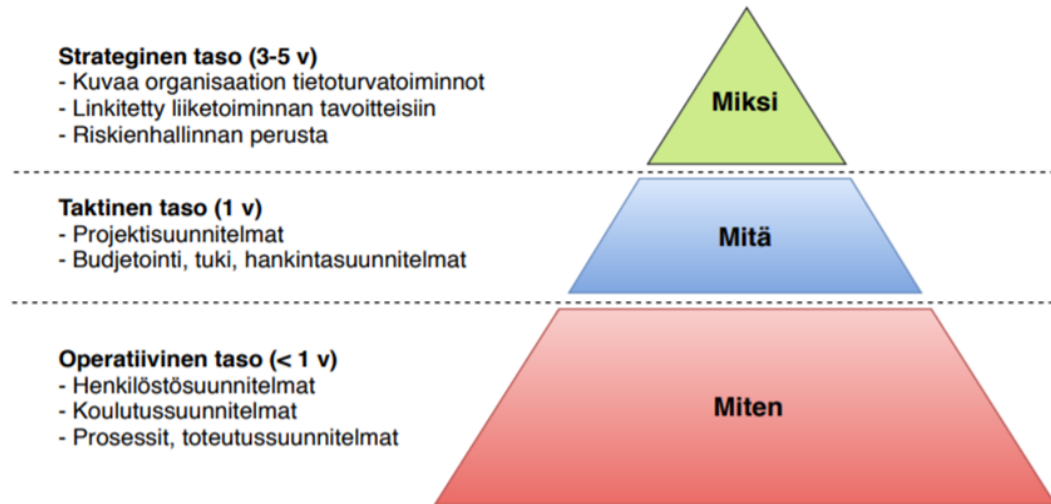 Strateginen taso (3-5 v)
- Kuvaa organisaation tietoturvatoiminnot
- Linkitetty liiketoiminnan tavoitteisiin
- Riskienhallinnan perusta
Miksi
Taktinen taso (1 v)
- Projektisuunnitelmat
- Budjetointi, tuki, hankintasuunnitelmat
Mitä
Operatiivinen taso (< 1 v)
- Henkilöstösuunnitelmat
- Koulutussuunnitelmat
- Prosessit, toteutussuunnitelmat
Miten